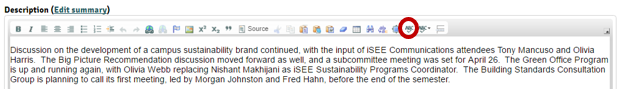 Description (Edit summary)
B I X² X₂ Source ABC ABC
Discussion on the development of a campus sustainability brand continued, with the input of iSEE Communications attendees Tony Mancuso and Olivia
Harris. The Big Picture Recommendation discussion moved forward as well, and a subcommittee meeting was set for April 26. The Green Office Program
is up and running again, with Olivia Webb replacing Nishant Makhijani as iSEE Sustainability Programs Coordinator. The Building Standards Consultation
Group is planning to call its first meeting, led by Morgan Johnston and Fred Hahn, before the end of the semester.